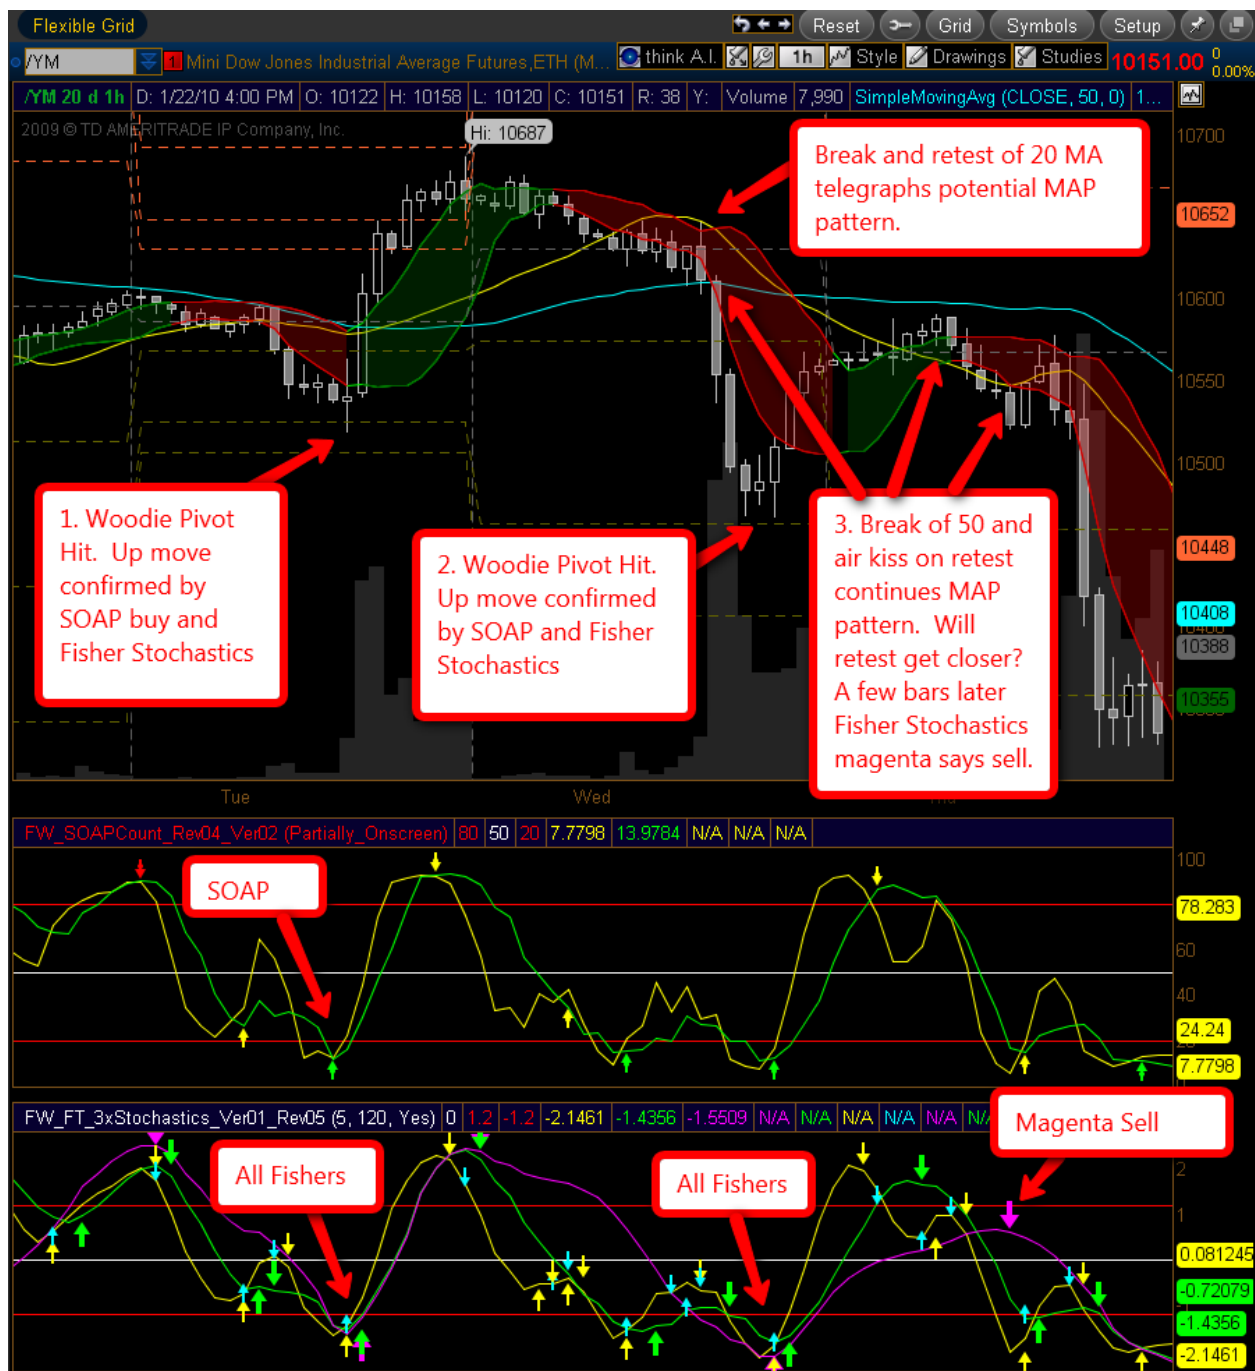 Flexible Grid
Reset
Grid
Symbols
Setup
/YM
1
Mini Dow Jones Industrial Average Futures,ETH (M...
think A.I.
1h
Style
Drawings
Studies
10151.00
0
0.00%
/YM 20 d 1h D: 1/22/10 4:00 PM O: 10122 H: 10158 L: 10120 C: 10151 R: 38 Y: Volume 7,990 SimpleMovingAvg (CLOSE, 50, 0) 1...
2009 © TD AMERITRADE IP Company, Inc.
Hi: 10687
10700
Break and retest of 20 MA
telegraphs potential MAP
pattern.
10652
10600
10550
10500
1. Woodie Pivot
Hit. Up move
confirmed by
SOAP buy and
Fisher Stochastics
2. Woodie Pivot Hit.
Up move confirmed
by SOAP and Fisher
Stochastics
3. Break of 50 and
air kiss on retest
continues MAP
pattern. Will
retest get closer?
A few bars later
Fisher Stochastics
magenta says sell.
10448
10408
10388
10355
Tue
Wed
FW_SOAPCount_Rev04_Ver02 (Partially_Onscreen) 80 50 20 7.7798 13.9784 N/A N/A N/A
SOAP
100
78.283
60
40
24.24
7.7798
FW_FT_3xStochastics_Ver01_Rev05 (5, 120, Yes) 0 1.2 -1.2 -2.1461 -1.4356 -1.5509 N/A N/A N/A N/A N/A
Magenta Sell
All Fishers
All Fishers
2
1
0.081245
-0.72079
-1.4356
-2.1461